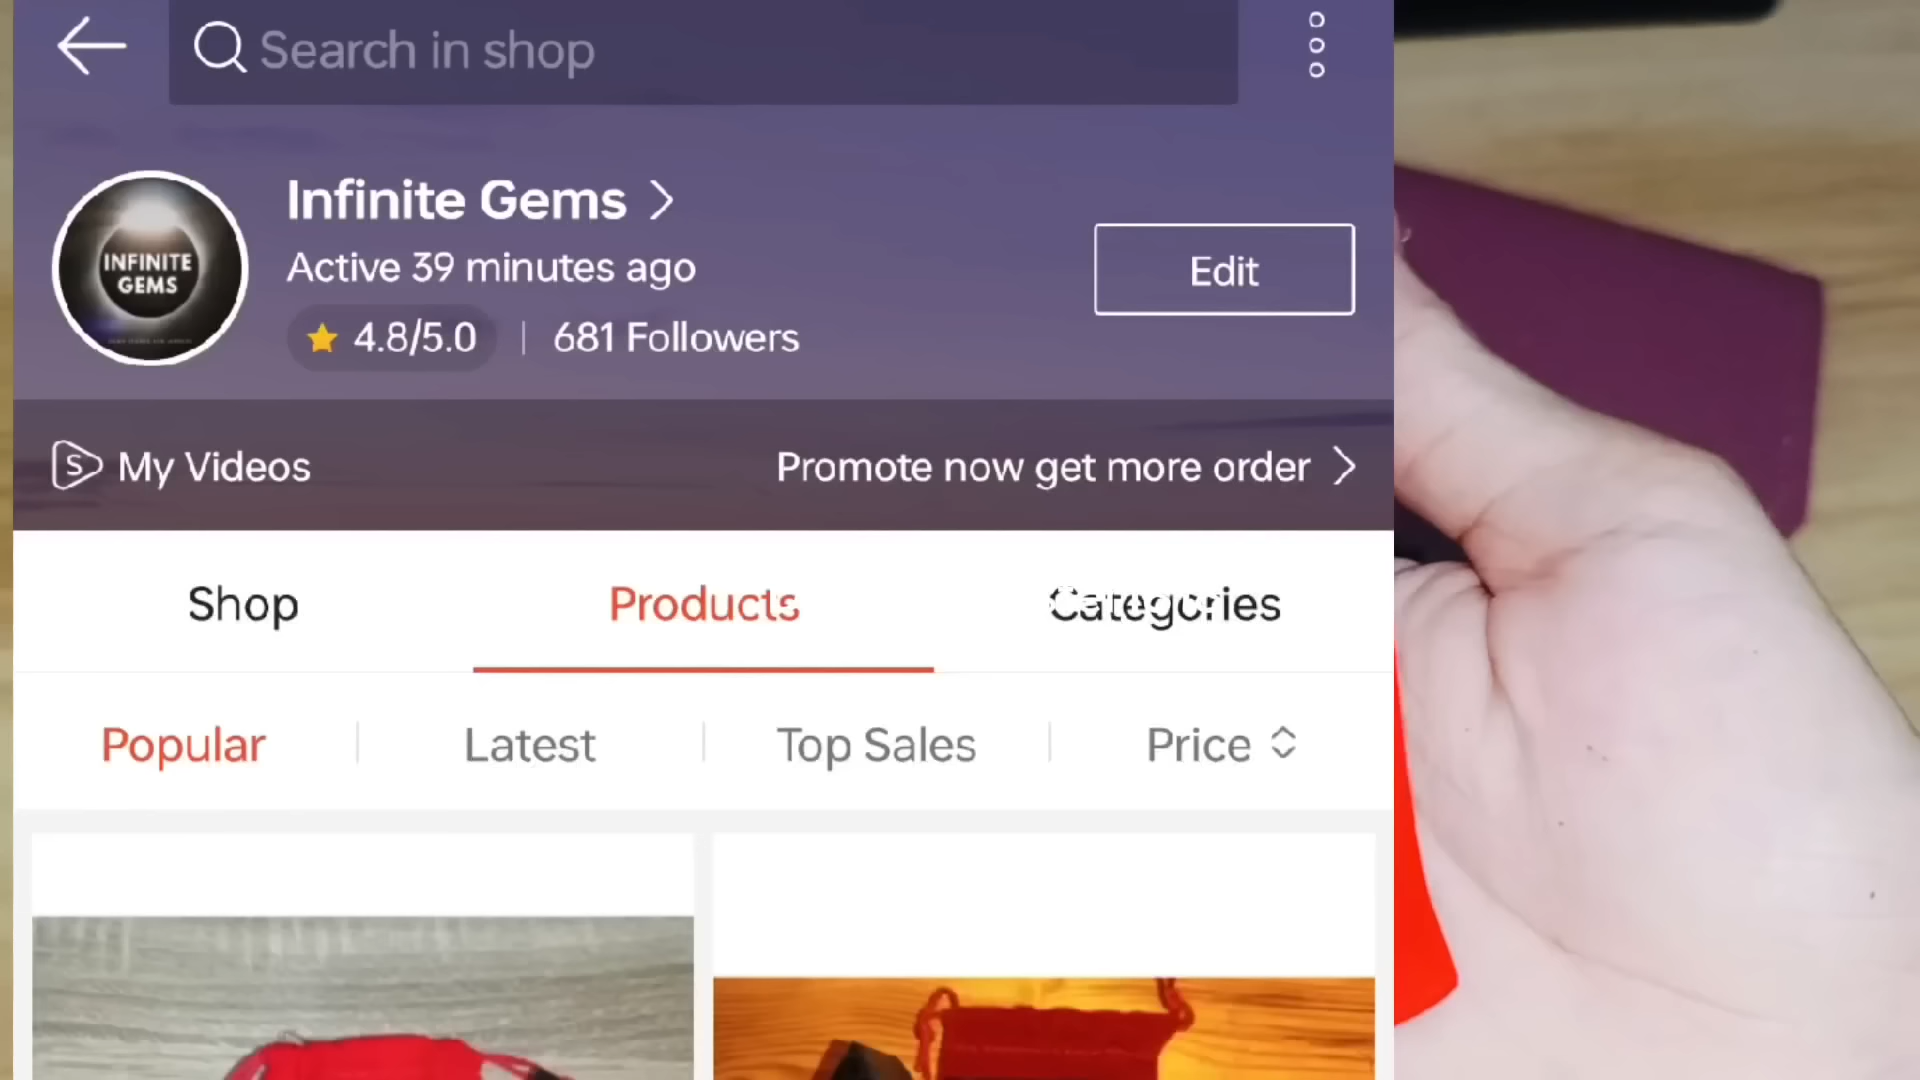 Search in shop
INFINITE
GEMS
Infinite Gems
Active 39 minutes ago
Edit
4.8/5.0
681 Followers
S
My Videos
Promote now get more order
Shop
Products
Categories
Popular
Latest
Top Sales
Price